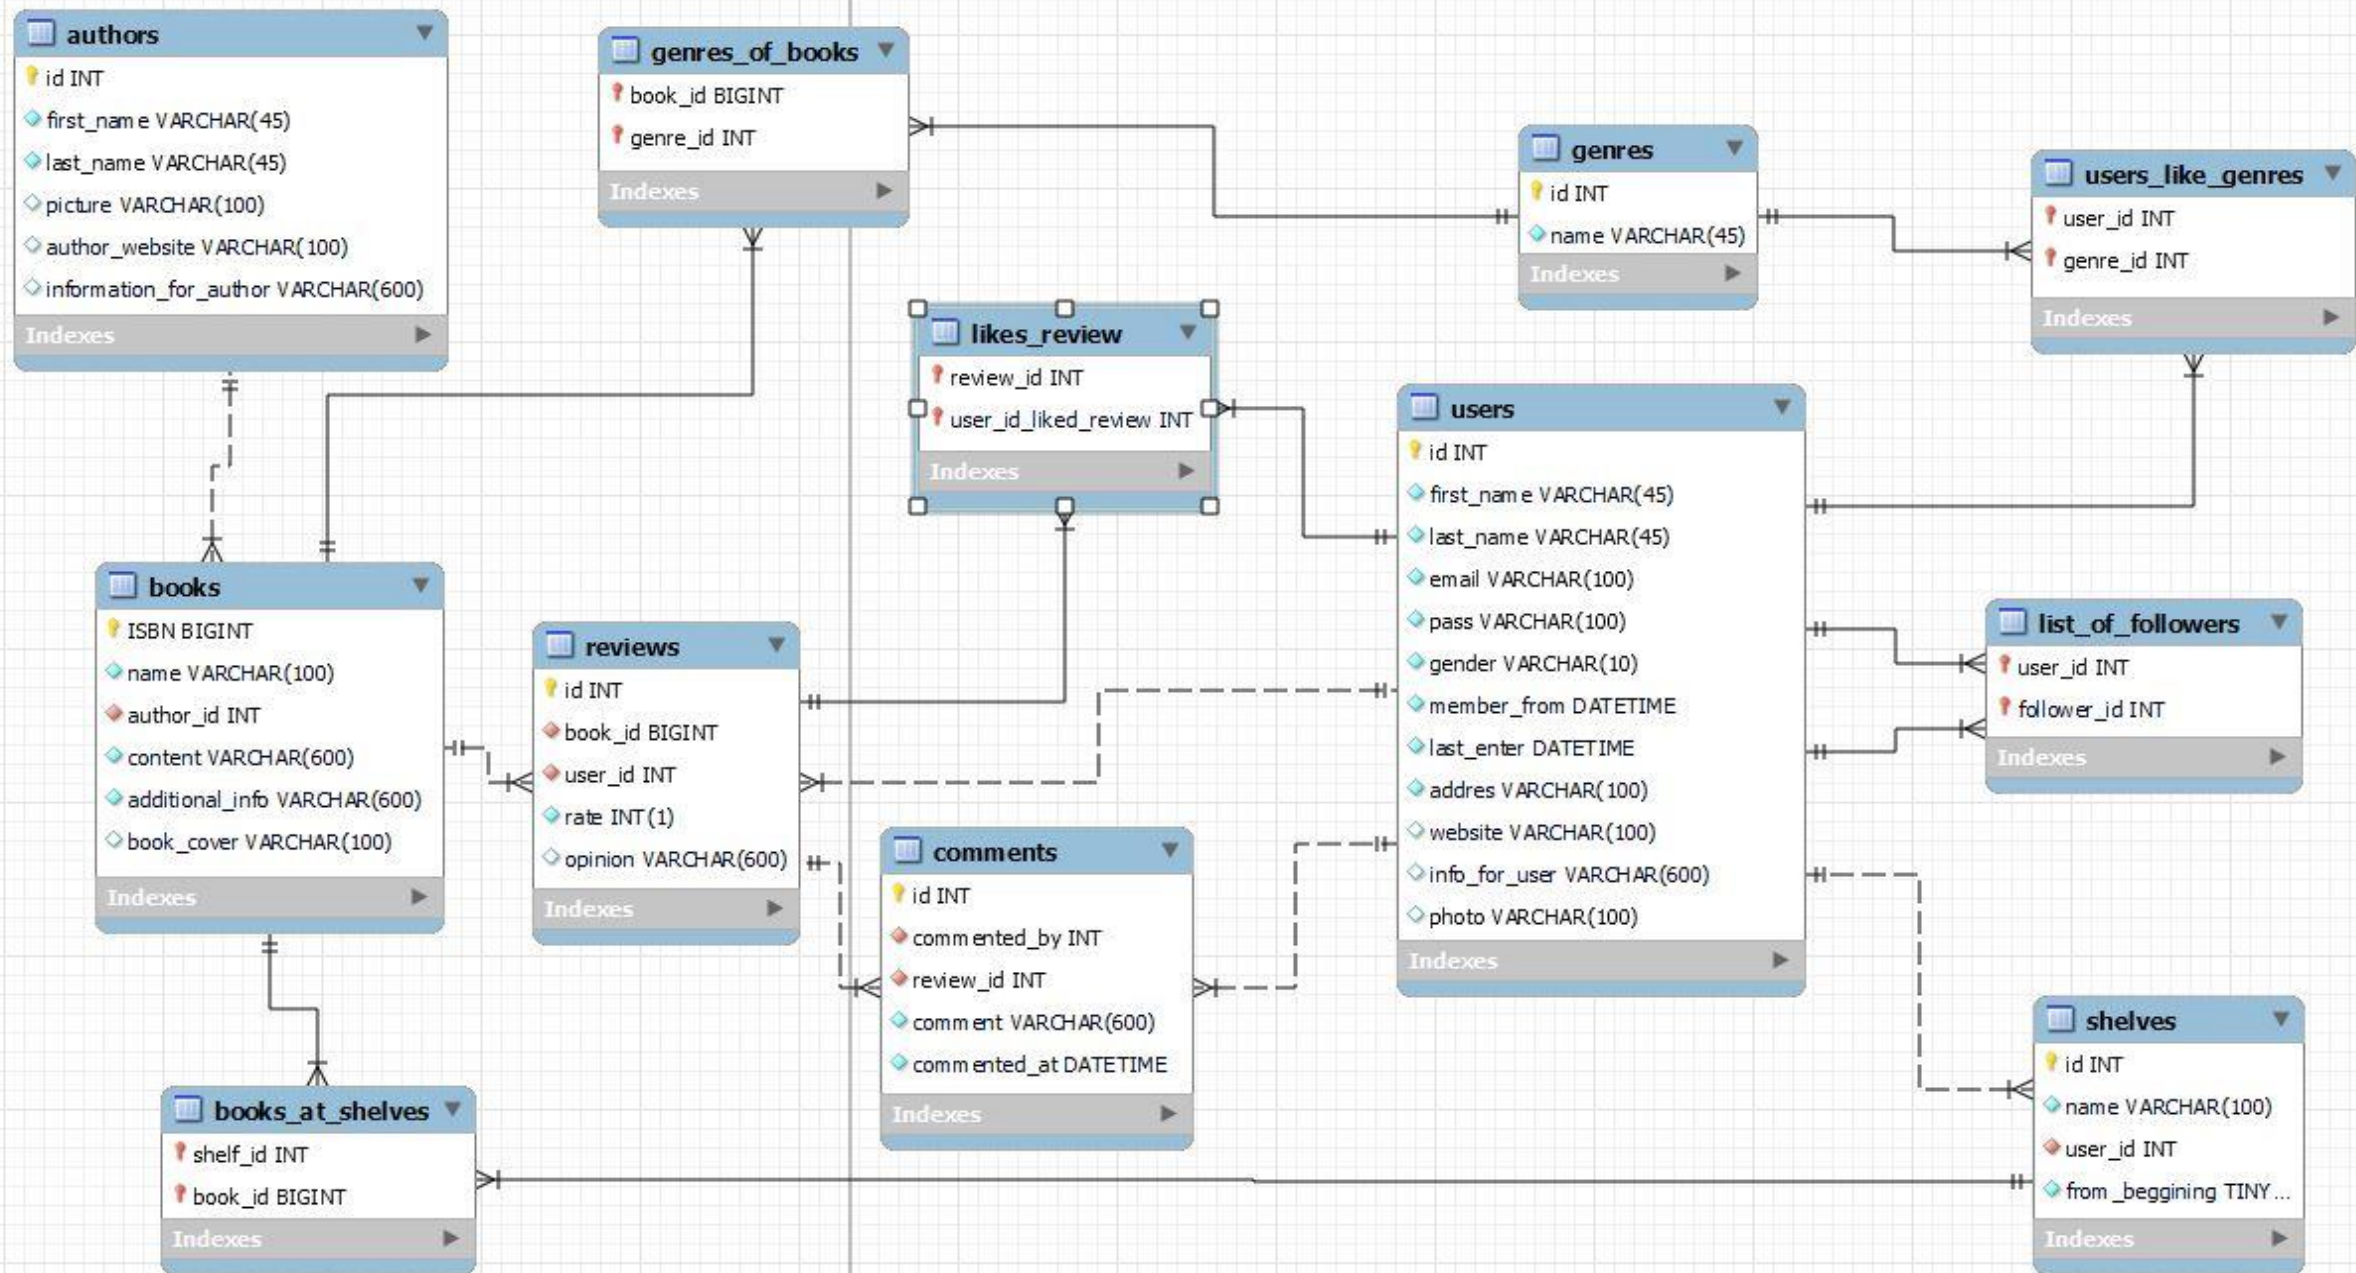 authors
id INT
first_name VARCHAR(45)
last_name VARCHAR(45)
picture VARCHAR(100)
author_website VARCHAR(100)
information_for_author VARCHAR(600)
Indexes
genres_of_books
book_id BIGINT
genre_id INT
Indexes
genres
id INT
name VARCHAR(45)
Indexes
users_like_genres
user_id INT
genre_id INT
Indexes
likes_review
review_id INT
user_id_liked_review INT
Indexes
users
id INT
first_name VARCHAR(45)
last_name VARCHAR(45)
email VARCHAR(100)
pass VARCHAR(100)
gender VARCHAR(10)
member_from DATETIME
last_enter DATETIME
addres VARCHAR(100)
website VARCHAR(100)
info_for_user VARCHAR(600)
photo VARCHAR(100)
Indexes
books
ISBN BIGINT
name VARCHAR(100)
author_id INT
content VARCHAR(600)
additional_info VARCHAR(600)
book_cover VARCHAR(100)
Indexes
reviews
id INT
book_id BIGINT
user_id INT
rate INT(1)
opinion VARCHAR(600)
Indexes
list_of_followers
user_id INT
follower_id INT
Indexes
comments
id INT
commented_by INT
review_id INT
comment VARCHAR(600)
commented_at DATETIME
Indexes
shelves
id INT
name VARCHAR(100)
user_id INT
from_beggining TINY...
Indexes
books_at_shelves
shelf_id INT
book_id BIGINT
Indexes